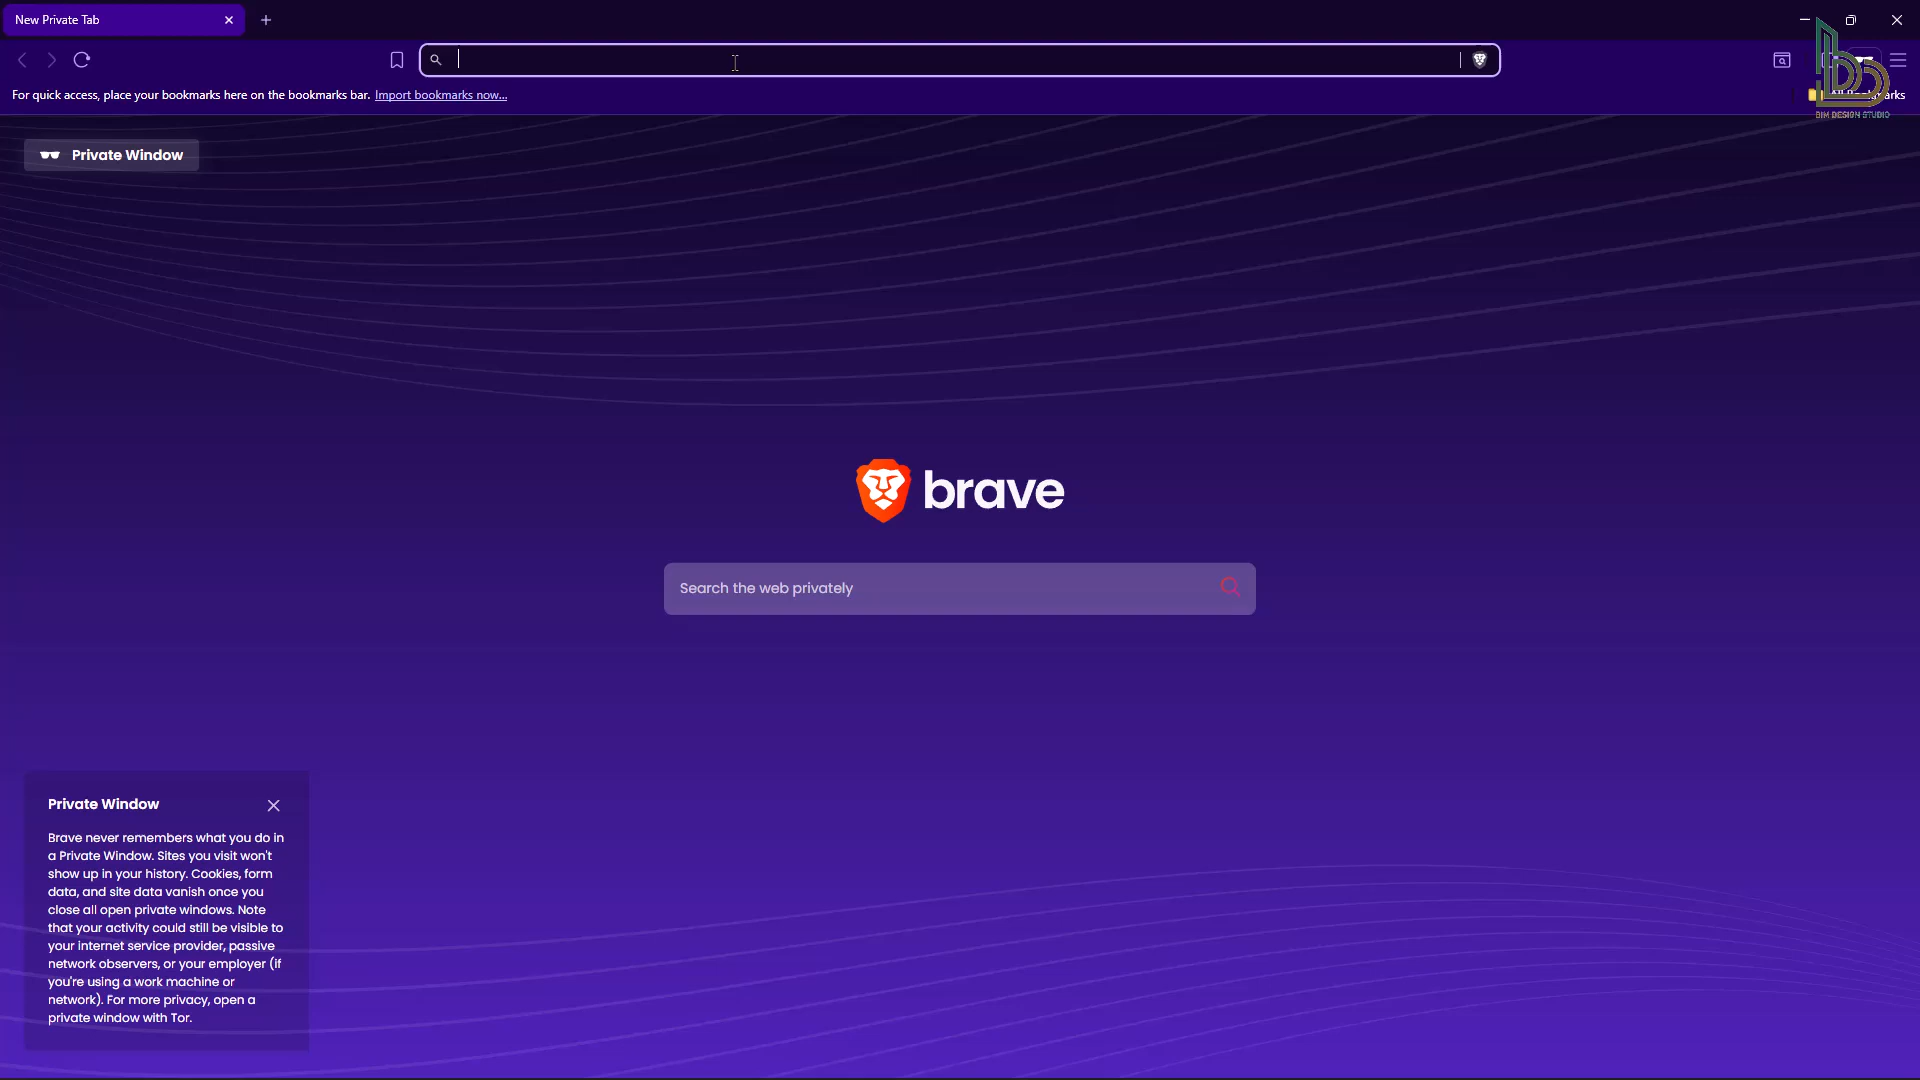 New Private Tab
For quick access, place your bookmarks here on the bookmarks bar. Import bookmarks now...
BIM DESIGN STUDIO
Private Window
brave
Search the web privately
Private Window
Brave never remembers what you do in
a Private Window. Sites you visit won't
show up in your history. Cookies, form
data, and site data vanish once you
close all open private windows. Note
that your activity could still be visible to
your internet service provider, passive
network observers, or your employer (if
you're using a work machine or
network). For more privacy, open a
private window with Tor.